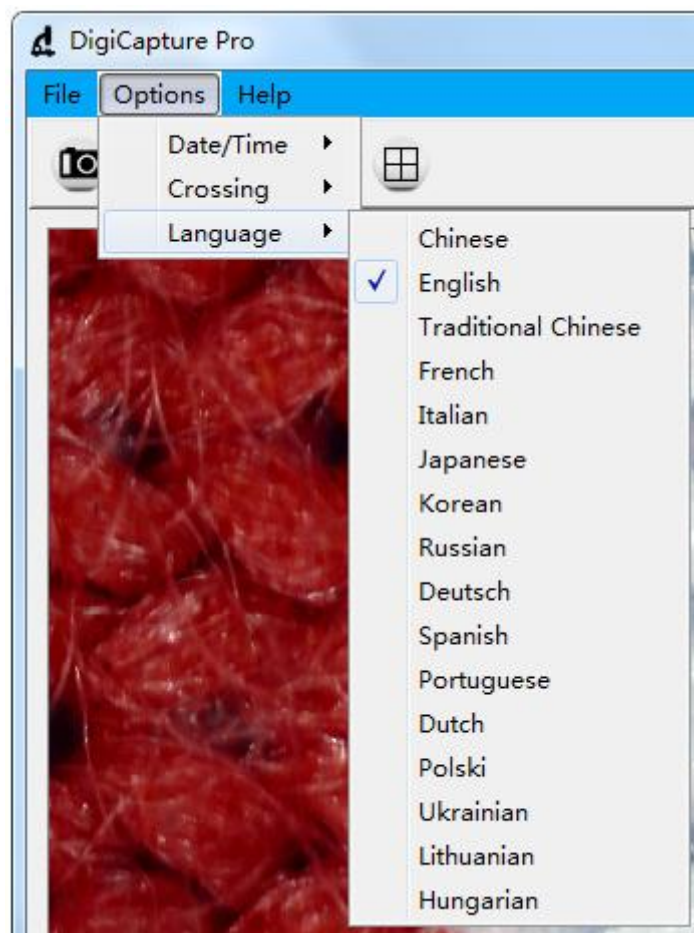 DigiCapture Pro
File Options Help
Date/Time
Crossing
Language
Chinese
English
Traditional Chinese
French
Italian
Japanese
Korean
Russian
Deutsch
Spanish
Portuguese
Dutch
Polski
Ukrainian
Lithuanian
Hungarian